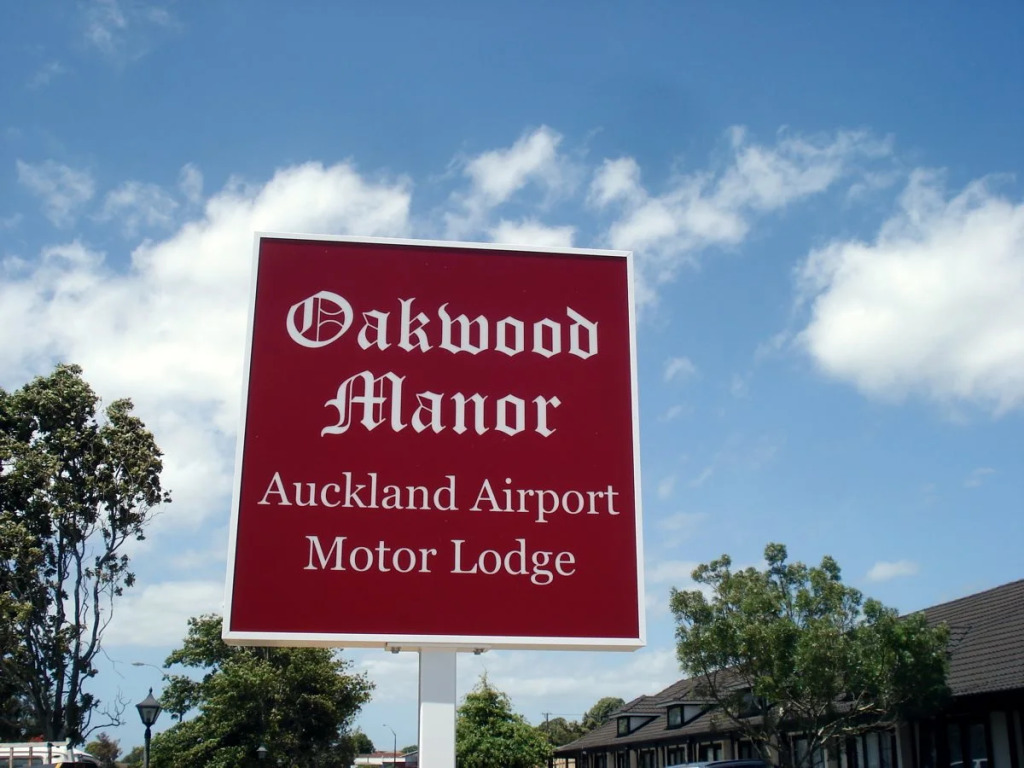 Oakwood
Manor
Auckland Airport
Motor Lodge